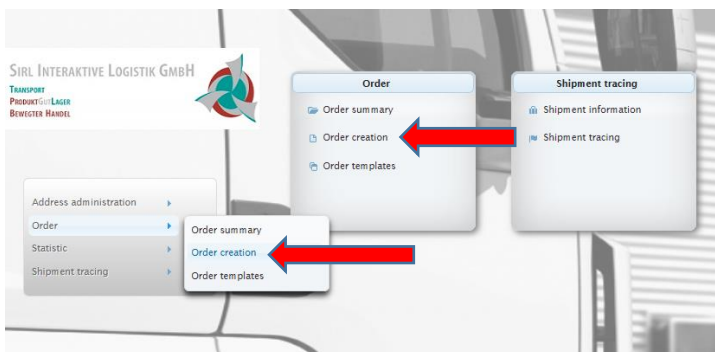 SIRL INTERAKTIVE LOGISTIK GMBH
TRANSPORT
PRODUKTGUTLAGER
BEWEGTER HANDEL
Order
Order summary
Order creation
Order templates
Shipment tracing
Shipment information
Shipment tracing
Address administration
Order
Statistic
Shipment tracing
Order summary
Order creation
Order templates